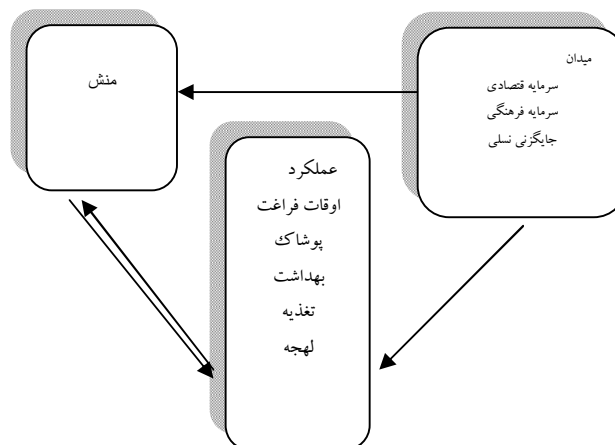 میدان
سرمایه قتصادی
سرمایه فرهنگی
جایگزنی نسلی
منش
عملکرد
اوقات فراغت
پوشاک
بهداشت
تغذیه
لهجه